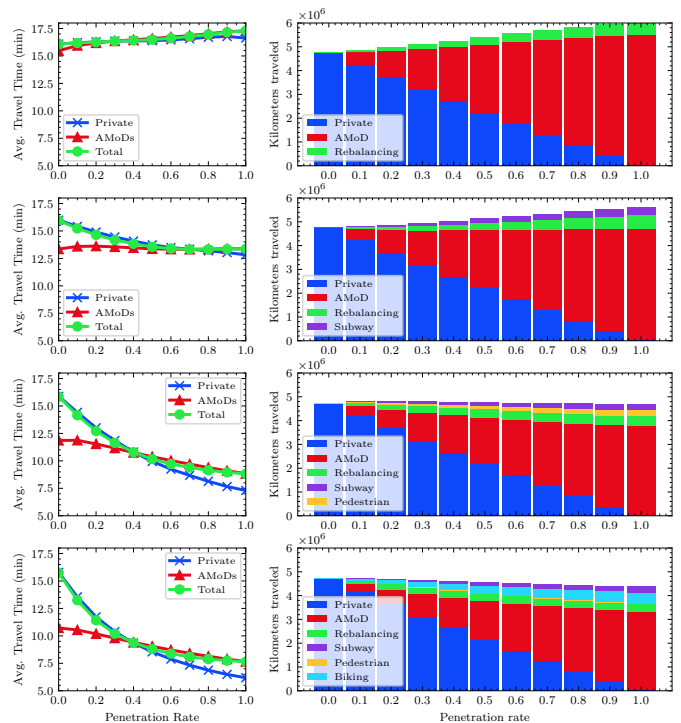 17.5
15.0
12.5
10.0
7.5
5.0
Avg. Travel Time (min)
Private
AMoDs
Total
0.0 0.2 0.4 0.6 0.8 1.0
×10⁶
6
5
4
3
2
1
0
Kilometers traveled
Private
AMoD
Rebalancing
0.0 0.1 0.2 0.3 0.4 0.5 0.6 0.7 0.8 0.9 1.0
17.5
15.0
12.5
10.0
7.5
5.0
Avg. Travel Time (min)
Private
AMoDs
Total
0.0 0.2 0.4 0.6 0.8 1.0
×10⁶
6
5
4
3
2
1
0
Kilometers traveled
Private
AMoD
Rebalancing
Subway
0.0 0.1 0.2 0.3 0.4 0.5 0.6 0.7 0.8 0.9 1.0
17.5
15.0
12.5
10.0
7.5
5.0
Avg. Travel Time (min)
Private
AMoDs
Total
0.0 0.2 0.4 0.6 0.8 1.0
×10⁶
6
5
4
3
2
1
0
Kilometers traveled
Private
AMoD
Rebalancing
Subway
Pedestrian
0.0 0.1 0.2 0.3 0.4 0.5 0.6 0.7 0.8 0.9 1.0
17.5
15.0
12.5
10.0
7.5
5.0
Avg. Travel Time (min)
Private
AMoDs
Total
0.0 0.2 0.4 0.6 0.8 1.0
Penetration Rate
×10⁶
6
5
4
3
2
1
0
Kilometers traveled
Private
AMoD
Rebalancing
Subway
Pedestrian
Biking
0.0 0.1 0.2 0.3 0.4 0.5 0.6 0.7 0.8 0.9 1.0
Penetration rate